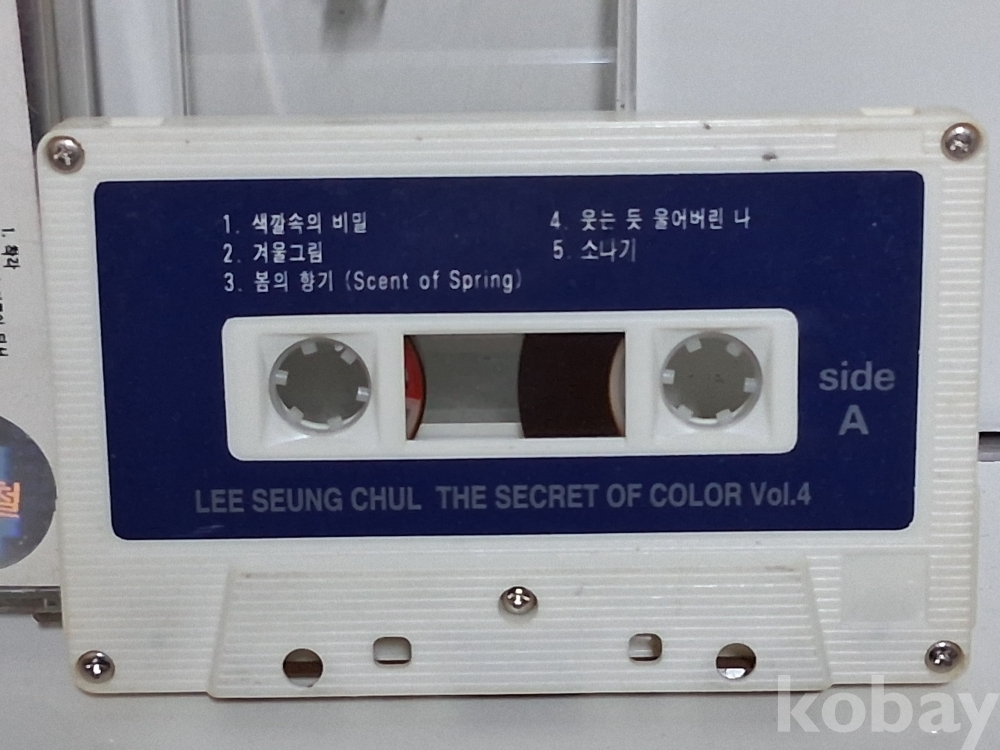 1. 색깔속의 비밀
2. 겨울그림
3. 봄의 향기 (Scent of Spring)
4. 웃는 듯 울어버린 나
5. 소나기
side
A
LEE SEUNG CHUL THE SECRET OF COLOR Vol.4
kobay